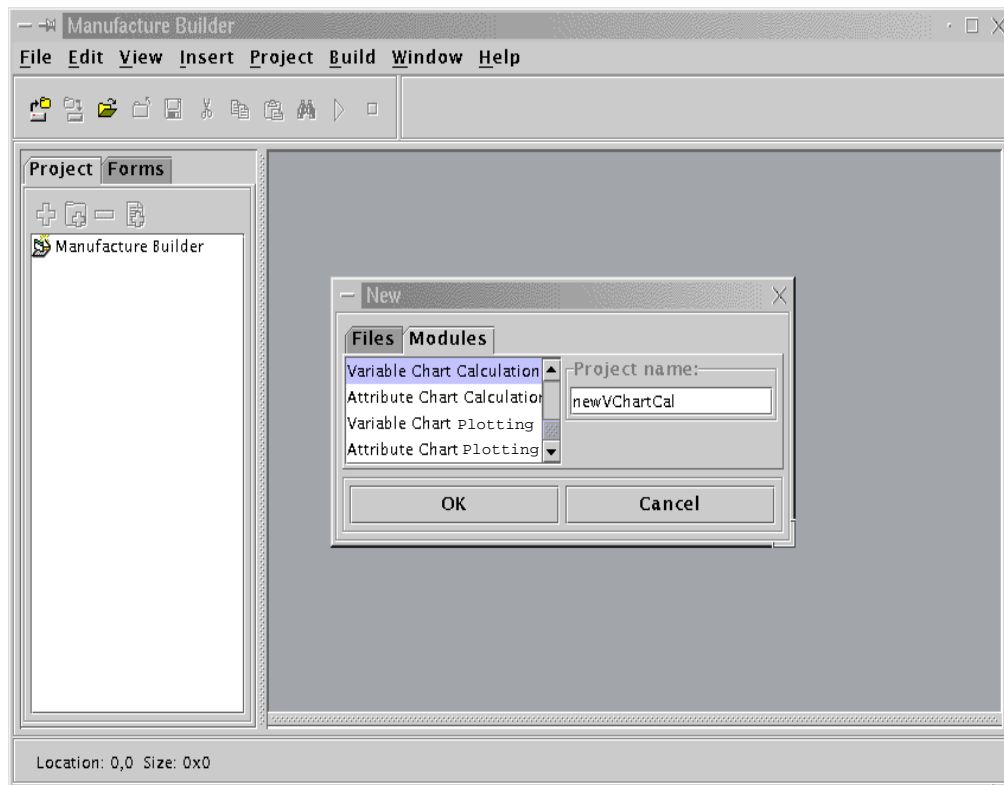 Manufacture Builder
File Edit View Insert Project Build Window Help
Project Forms
Manufacture Builder
New
Files Modules
Variable Chart Calculation
Attribute Chart Calculation
Variable Chart Plotting
Attribute Chart Plotting
Project name:
newVChartCal
OK Cancel
Location: 0,0 Size: 0x0